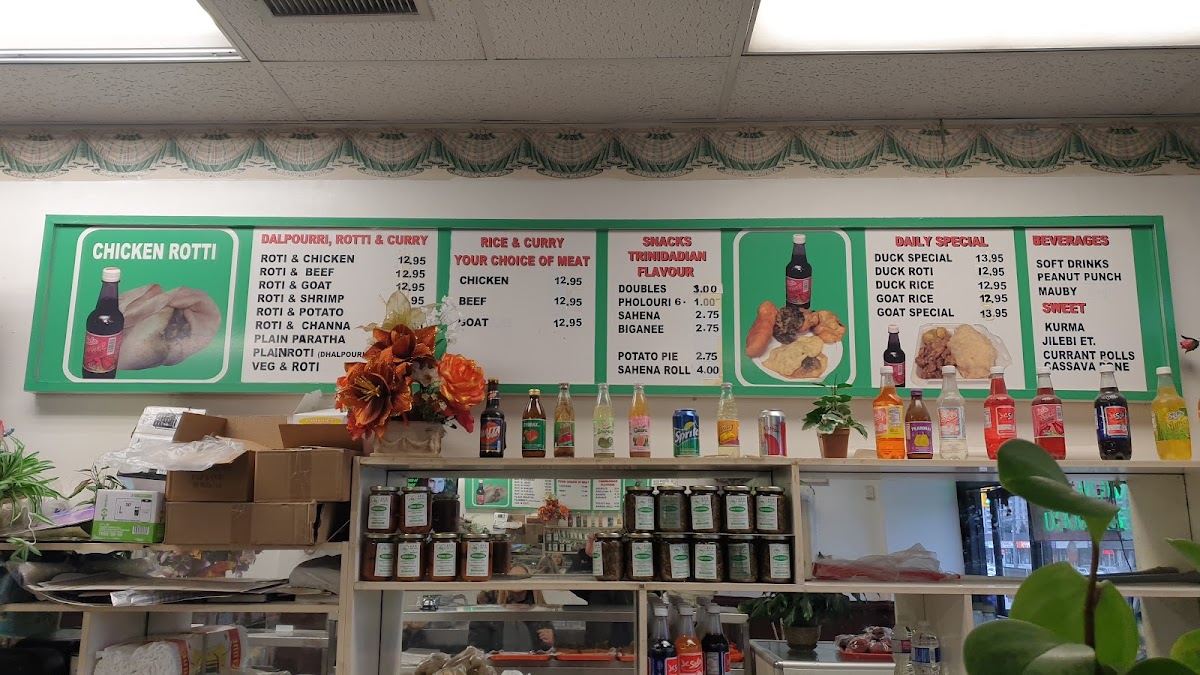 CHICKEN ROTTI
DALPOURRI, ROTTI & CURRY
ROTI & CHICKEN 12,95
ROTI & BEEF 12.95
ROTI & GOAT 12,95
ROTI & SHRIMP 12,95
ROTI & POTATO
ROTI & CHANNA
PLAIN PARATHA
PLAINROTI (DHALPOUR
VEG & ROTI
RICE & CURRY
YOUR CHOICE OF MEAT
CHICKEN 12,95
BEEF 12,95
GOAT 12,95
SNACKS
TRINIDADIAN
FLAVOUR
DOUBLES 3.00
PHOLOURI 6 1.00
SAHENA 2.75
BIGANEE 2.75
POTATO PIE 2.75
SAHENA ROLL 4.00
DAILY SPECIAL
DUCK SPECIAL 13.95
DUCK ROTI 12,95
DUCK RICE 12,95
GOAT RICE 12,95
GOAT SPECIAL 13.95
BEVERAGES
SOFT DRINKS
PEANUT PUNCH
MAUBY
SWEET
KURMA
JILEBI ET.
CURRANT POLLS
CASSAVA PONE
Sprite